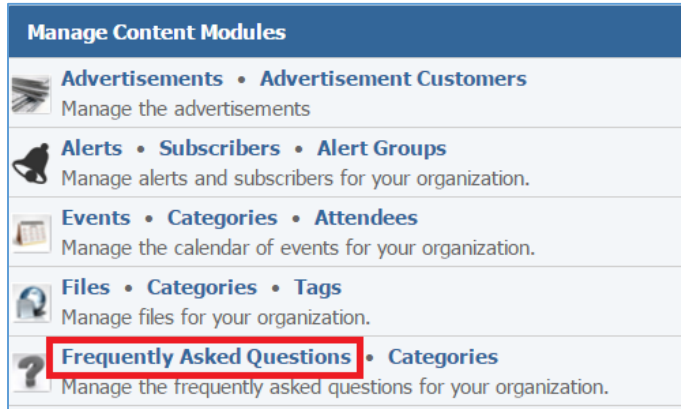 Manage Content Modules
Advertisements • Advertisement Customers
Manage the advertisements
Alerts • Subscribers • Alert Groups
Manage alerts and subscribers for your organization.
Events • Categories • Attendees
Manage the calendar of events for your organization.
Files • Categories • Tags
Manage files for your organization.
Frequently Asked Questions • Categories
Manage the frequently asked questions for your organization.